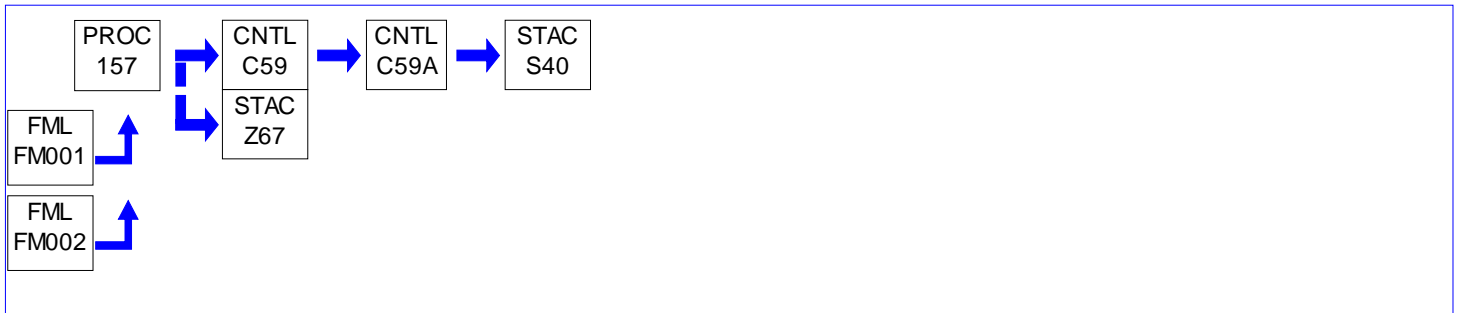 PROC
157
CNTL
C59
CNTL
C59A
STAC
S40
STAC
Z67
FML
FM001
FML
FM002